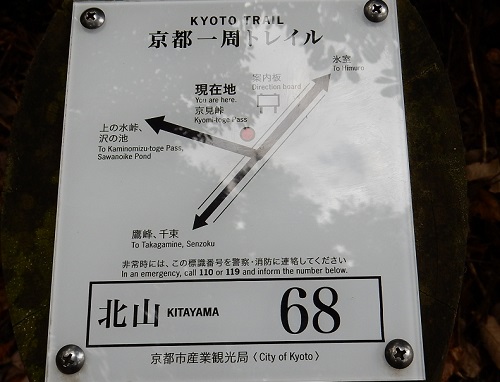 KYOTO TRAIL
京都一周トレイル
氷室
To Himuro
案内板
Direction board
現在地
You are here.
京見峠
Kyomi-toge Pass
上の水峠、
沢の池
To Kaminomizu-toge Pass,
Sawanoike Pond
鷹峰、千束
To Takagamine, Senzoku
非常時には、この標識番号を警察・消防に連絡してください
In an emergency, call 110 or 119 and inform the number below.
北山 KITAYAMA 68
京都市産業観光局〈City of Kyoto〉